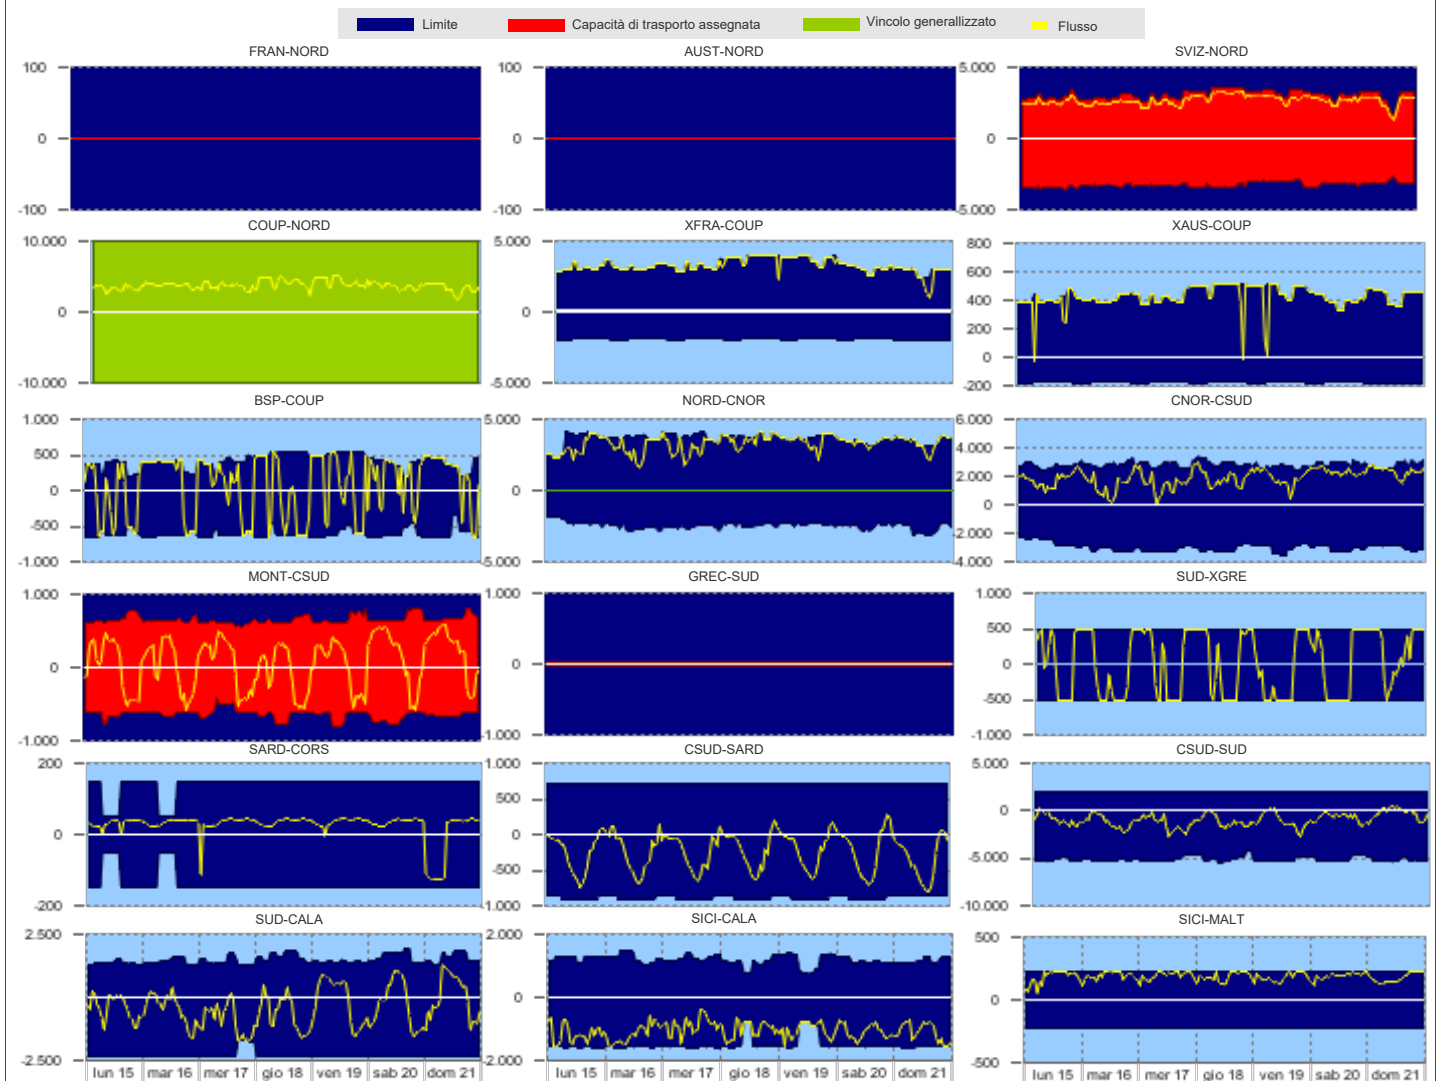 Limite Capacità di trasporto assegnata Vincolo generallizzato Flusso
FRAN-NORD AUST-NORD SVIZ-NORD
100 100 5.000
0 0 0
-100 -100 -5.000
COUP-NORD XFRA-COUP XAUS-COUP
10.000 5.000 800
600
400
0 0 200
0
-10.000 -5.000 -200
BSP-COUP NORD-CNOR CNOR-CSUD
1.000 5.000 6.000
500 4.000
2.000
0 0 0
-500 -2.000
-1.000 -5.000 -4.000
MONT-CSUD GREC-SUD SUD-XGRE
1.000 1.000 1.000
500
0 0 0
-500
-1.000 -1.000 -1.000
SARD-CORS CSUD-SARD CSUD-SUD
200 1.000 5.000
500
0 0 0
-500 -5.000
-200 -1.000 -10.000
SUD-CALA SICI-CALA SICI-MALT
2.500 2.000 500
0 0
-2.500 -2.000 -500
lun 15 mar 16 mer 17 gio 18 ven 19 sab 20 dom 21 lun 15 mar 16 mer 17 gio 18 ven 19 sab 20 dom 21 lun 15 mar 16 mer 17 gio 18 ven 19 sab 20 dom 21